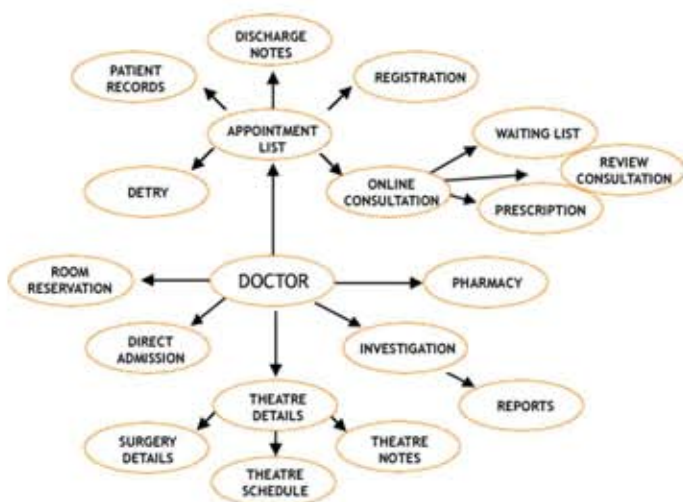 DISCHARGE
NOTES
PATIENT
RECORDS
REGISTRATION
APPOINTMENT
LIST
WAITING LIST
REVIEW
CONSULTATION
DETRY
ONLINE
CONSULTATION
PRESCRIPTION
ROOM
RESERVATION
DOCTOR
PHARMACY
DIRECT
ADMISSION
INVESTIGATION
THEATRE
DETAILS
REPORTS
SURGERY
DETAILS
THEATRE
NOTES
THEATRE
SCHEDULE